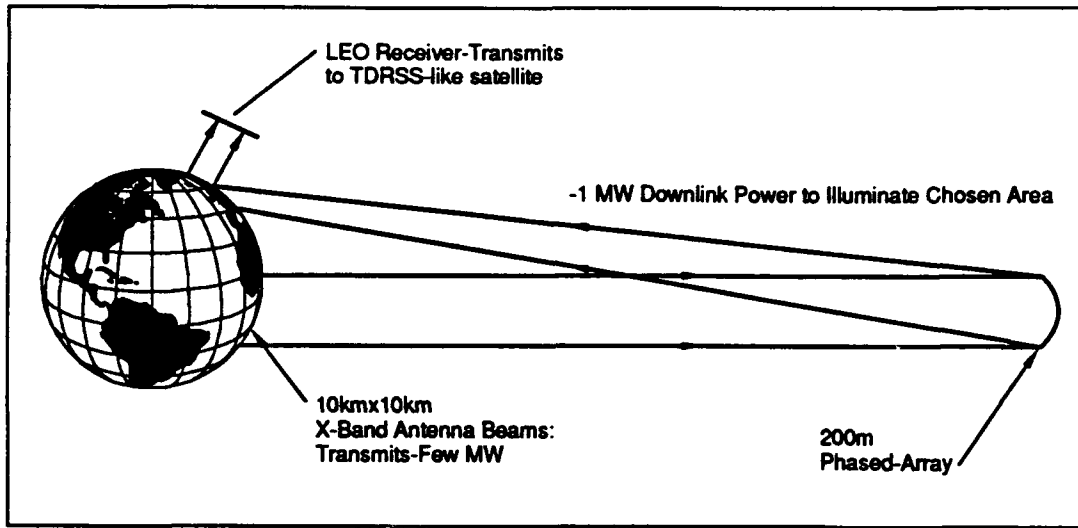 LEO Receiver-Transmits
to TDRSS-like satellite
-1 MW Downlink Power to Illuminate Chosen Area
10kmx10km
X-Band Antenna Beams:
Transmits-Few MW
200m
Phased-Array